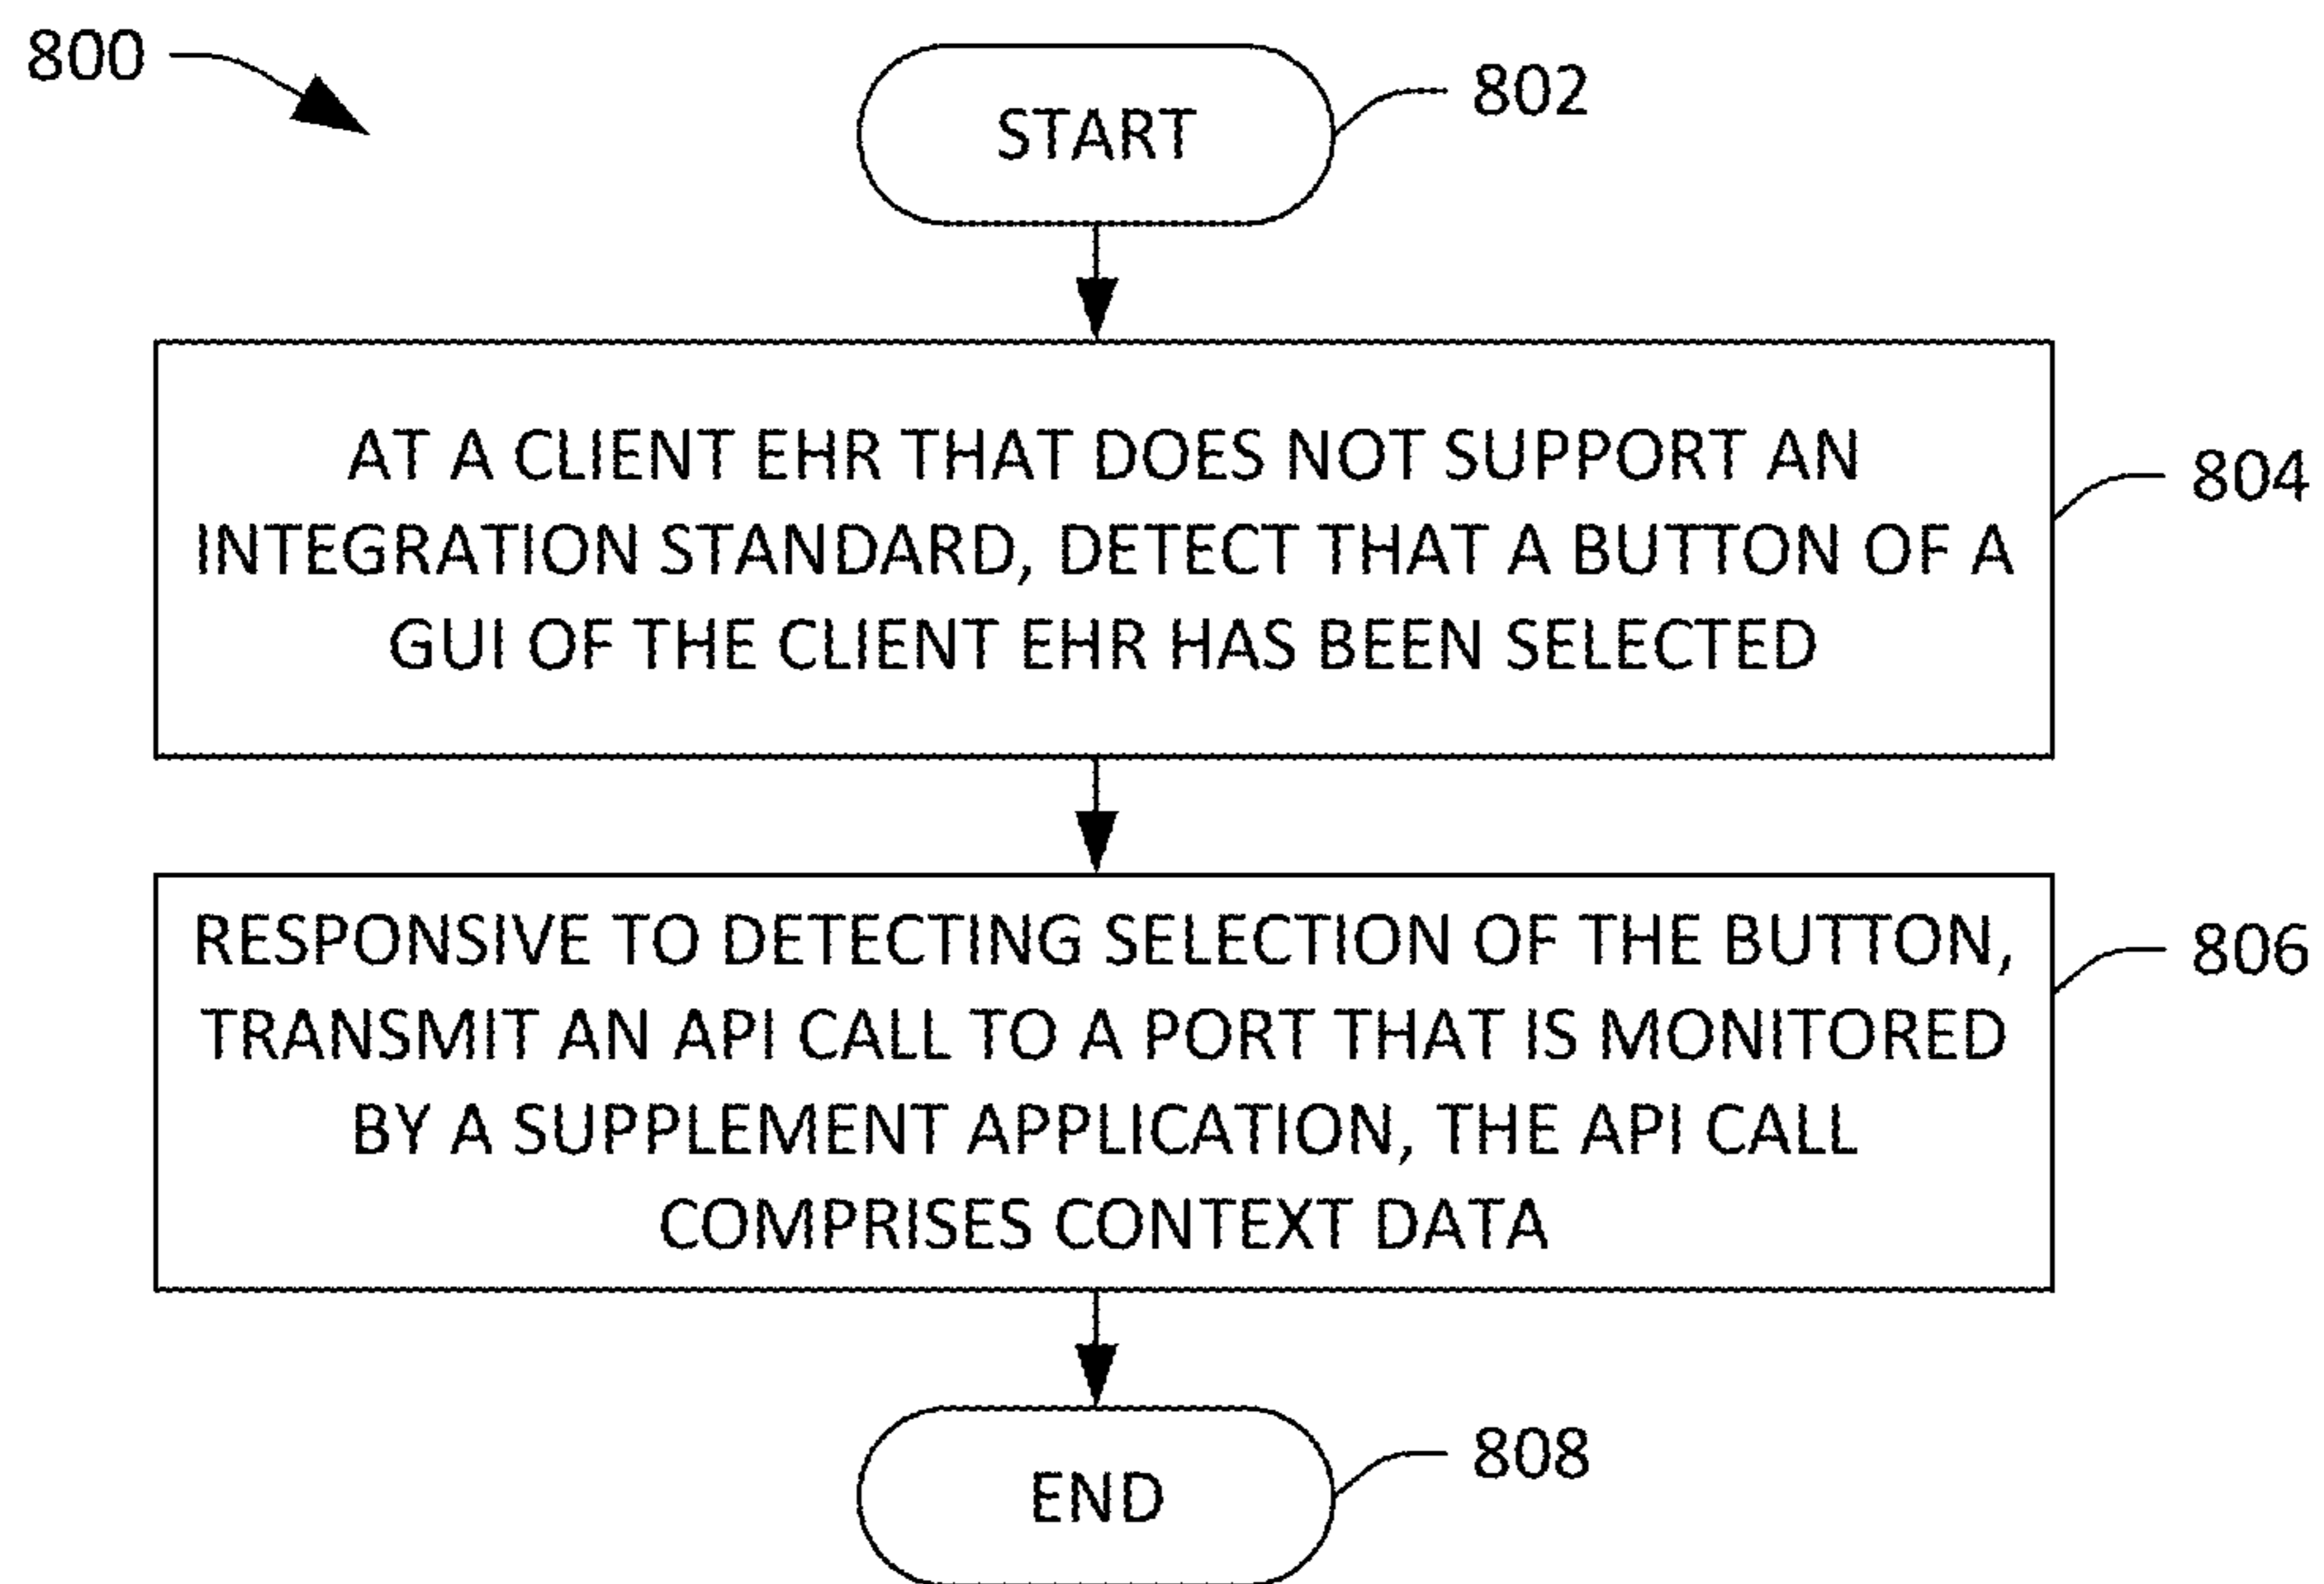 800
START
802
AT A CLIENT EHR THAT DOES NOT SUPPORT AN
INTEGRATION STANDARD, DETECT THAT A BUTTON OF A
GUI OF THE CLIENT EHR HAS BEEN SELECTED
804
RESPONSIVE TO DETECTING SELECTION OF THE BUTTON,
TRANSMIT AN API CALL TO A PORT THAT IS MONITORED
BY A SUPPLEMENT APPLICATION, THE API CALL
COMPRISES CONTEXT DATA
806
END
808